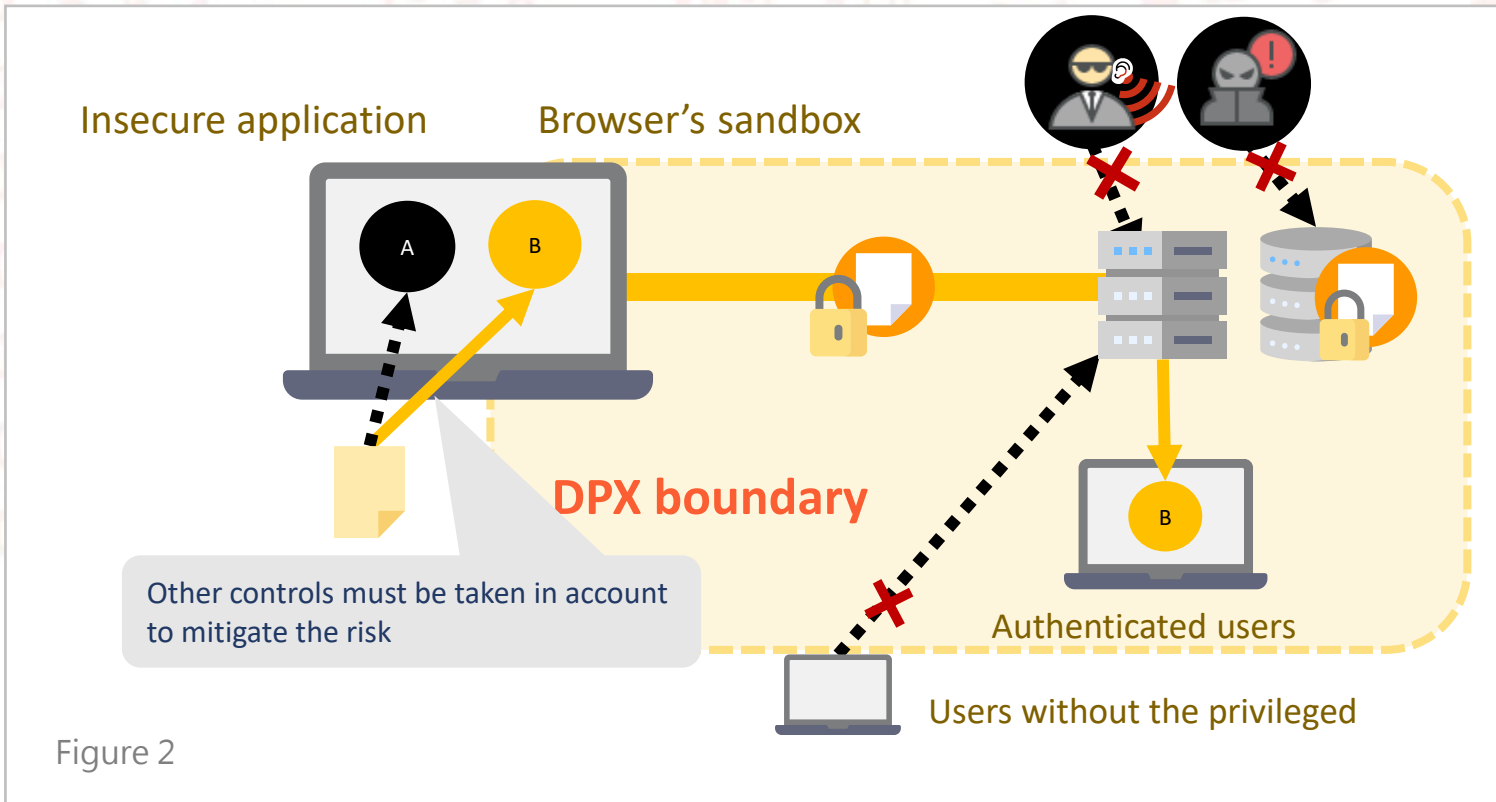 Insecure application
Browser's sandbox
A
B
DPX boundary
B
Other controls must be taken in account
to mitigate the risk
Authenticated users
Users without the privileged
Figure 2